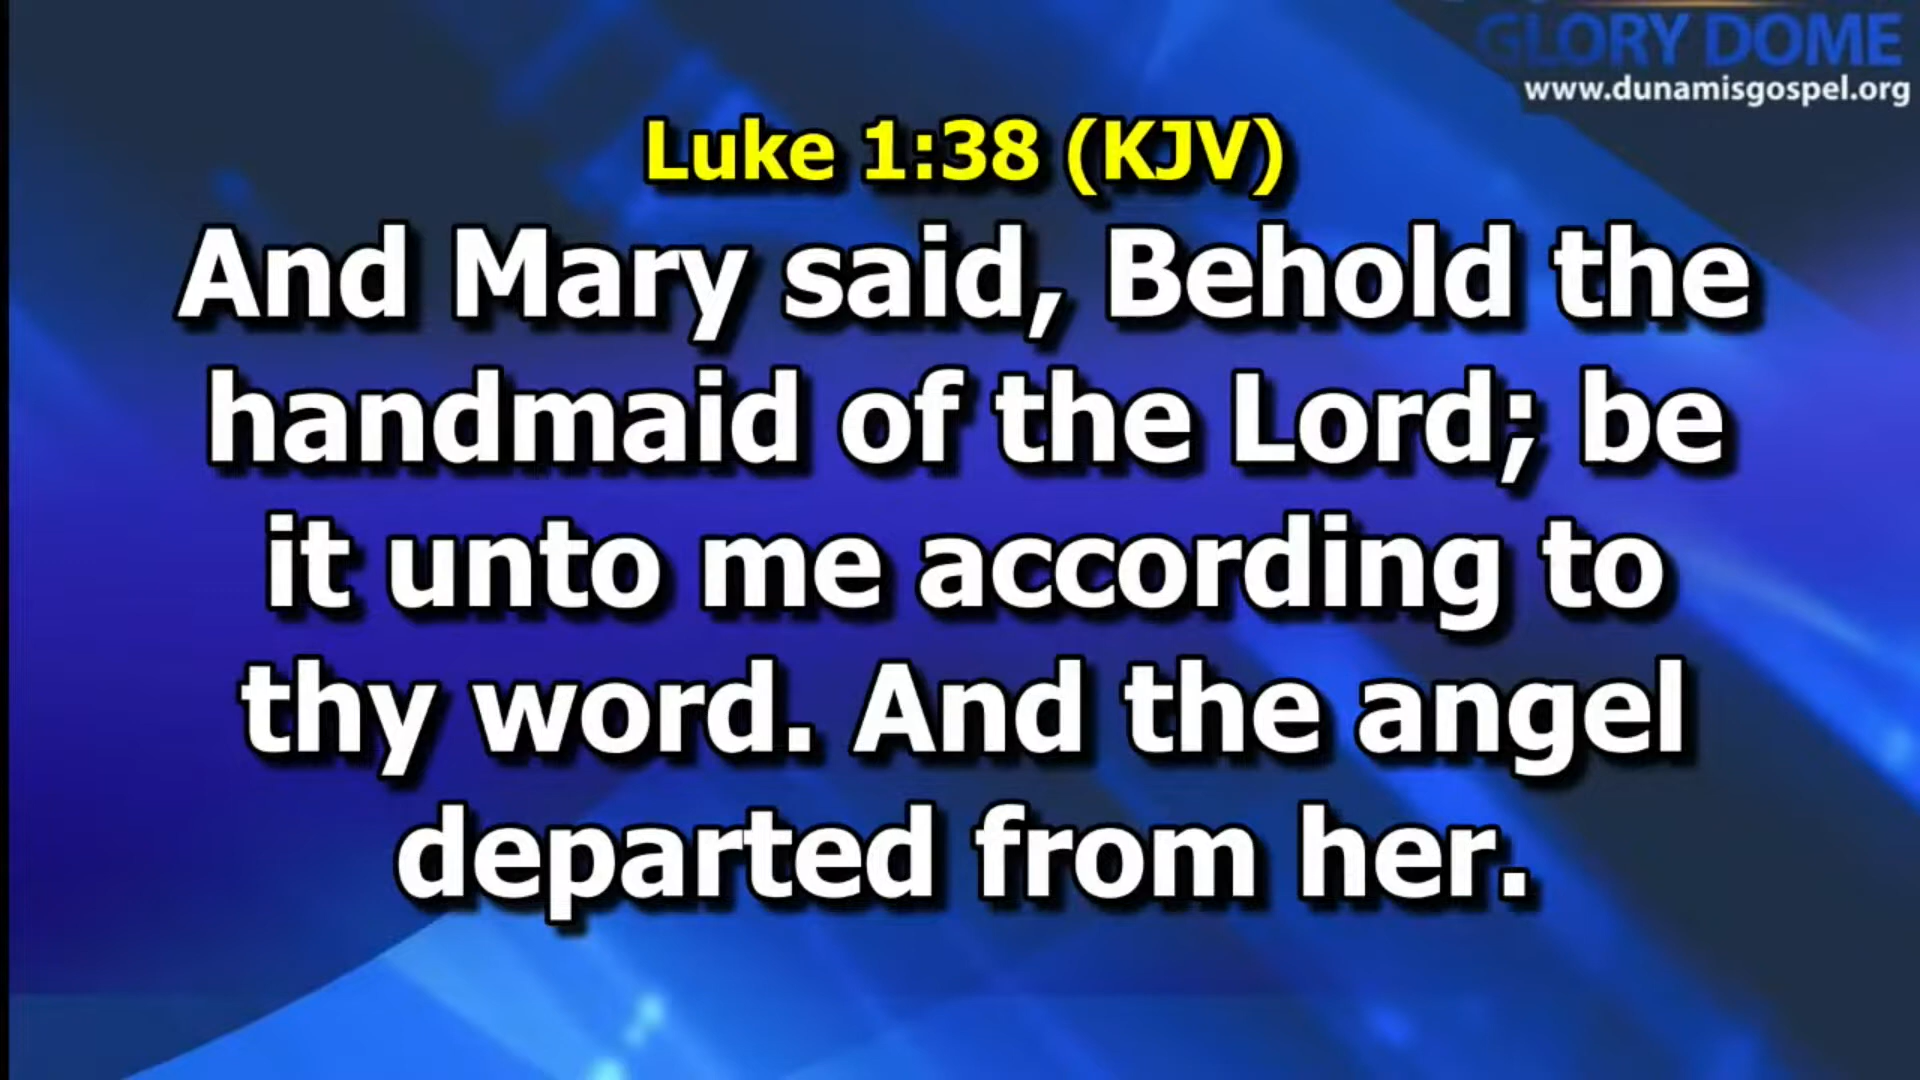 GLORY DOME
www.dunamisgospel.org
Luke 1:38 (KJV)
And Mary said, Behold the
handmaid of the Lord; be
it unto me according to
thy word. And the angel
departed from her.